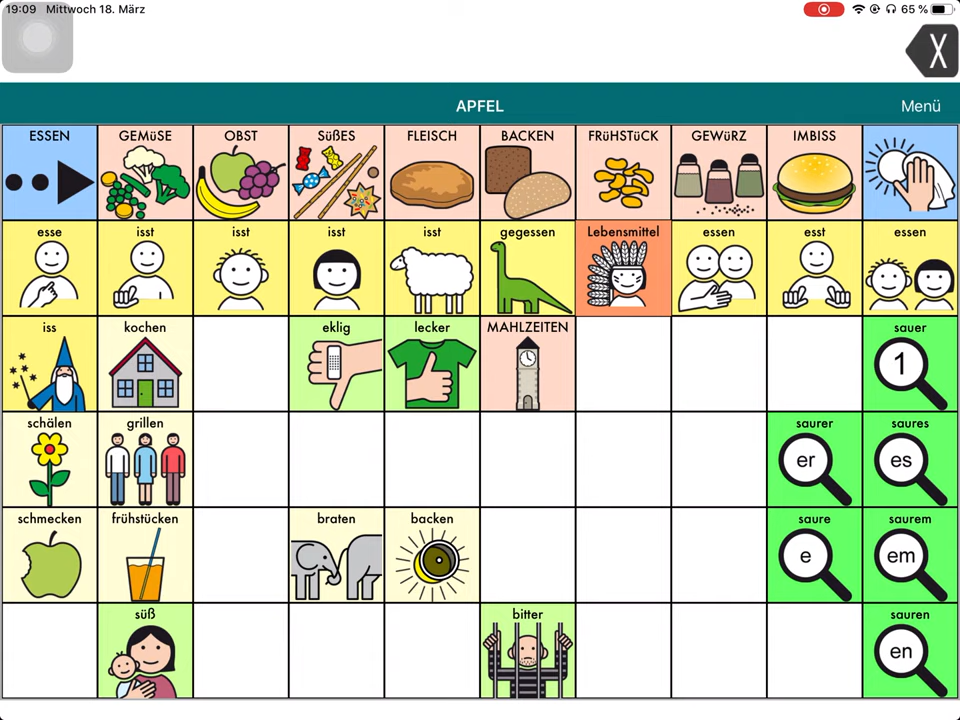 19:09 Mittwoch 18. März 65 %
X
APFEL Menü
ESSEN GEMüSE OBST SüßES FLEISCH BACKEN FRüHSTüCK GEWüRZ IMBISS
esse isst isst isst isst gegessen Lebensmittel essen esst essen
iss kochen eklig lecker MAHLZEITEN sauer
1
schälen grillen saurer saures
er es
schmecken frühstücken braten backen saure saurem
e em
süß bitter sauren
en